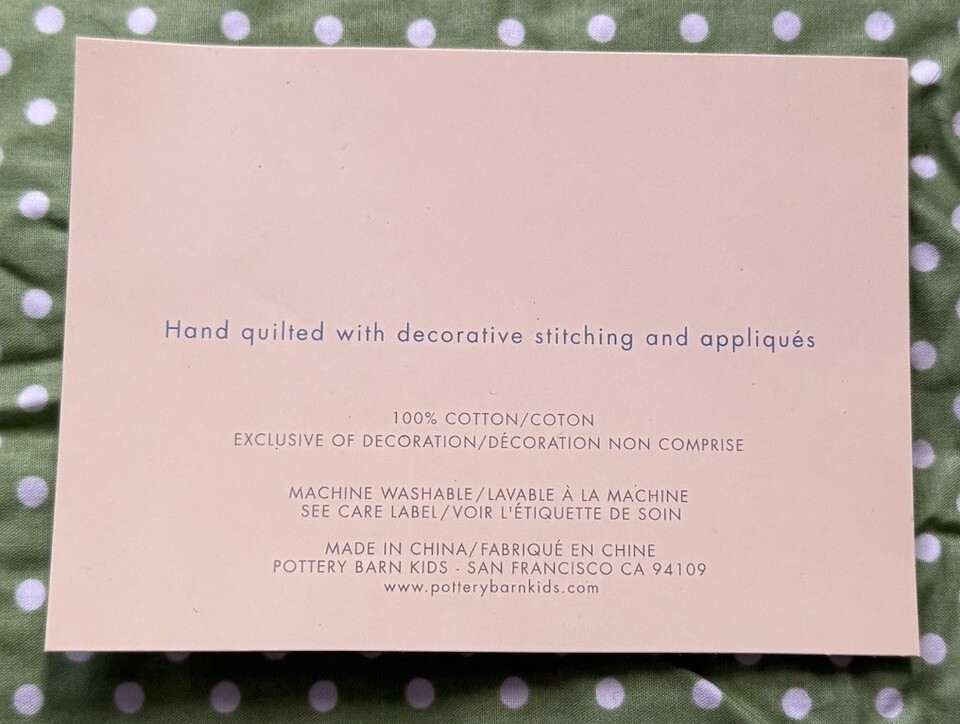 Hand quilted with decorative stitching and appliqués
100% COTTON/COTON
EXCLUSIVE OF DECORATION/DÉCORATION NON COMPRISE
MACHINE WASHABLE/LAVABLE À LA MACHINE
SEE CARE LABEL/VOIR L'ÉTIQUETTE DE SOIN
MADE IN CHINA/FABRIQUÉ EN CHINE
POTTERY BARN KIDS - SAN FRANCISCO CA 94109
www.potterybarnkids.com